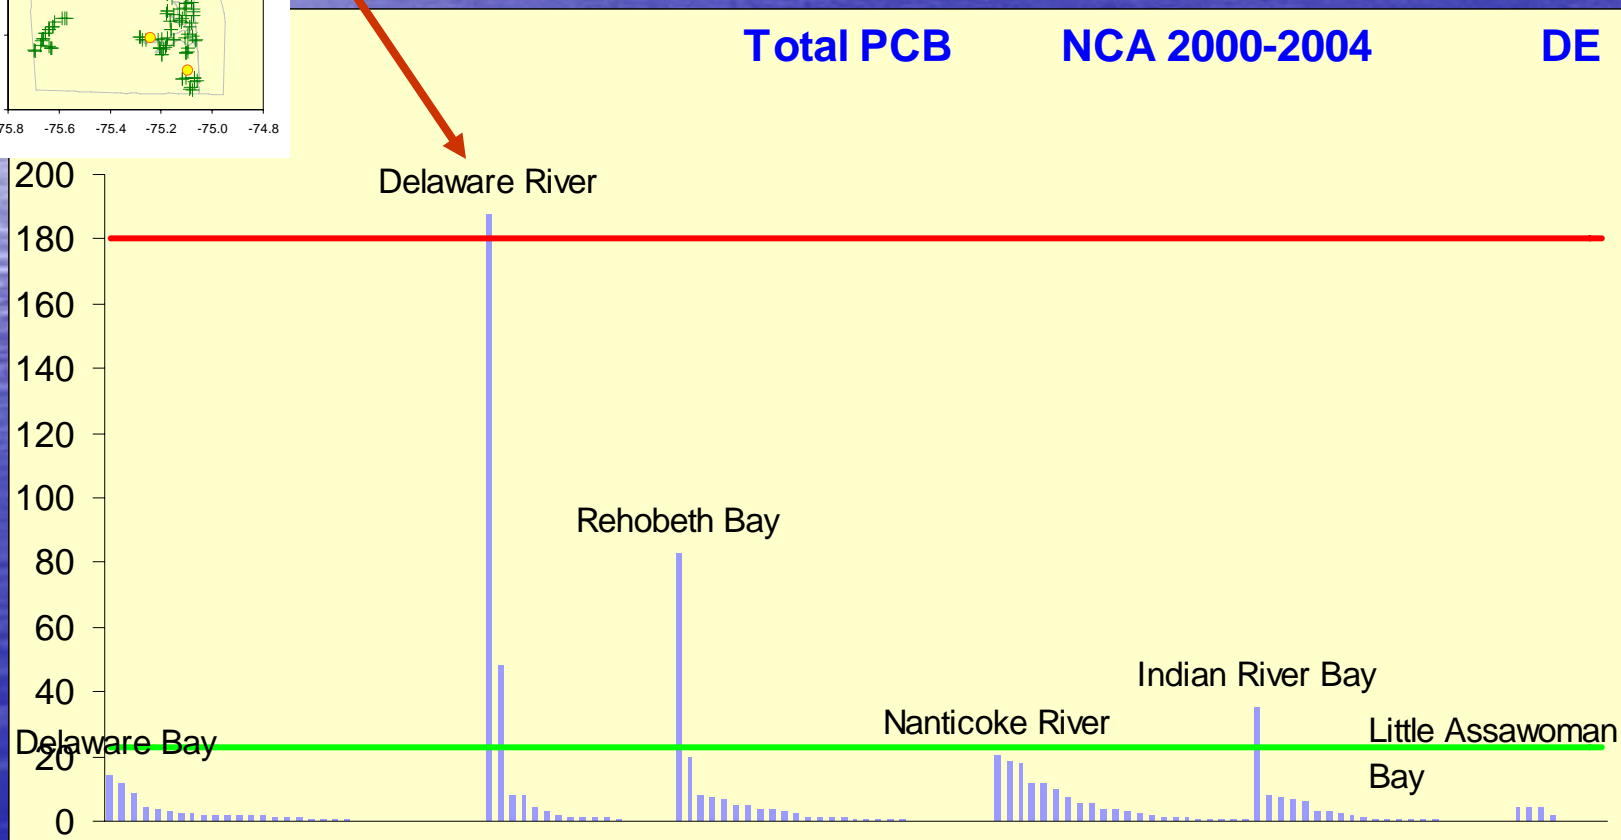 Total PCB NCA 2000-2004 DE
-75.6 -75.4 -75.2 -75.0 -74.8
200
Delaware River
180
160
140
120
100
Rehobeth Bay
80
60
40
Indian River Bay
Nanticoke River
Little Assawoman
Delaware Bay
20
Bay
0